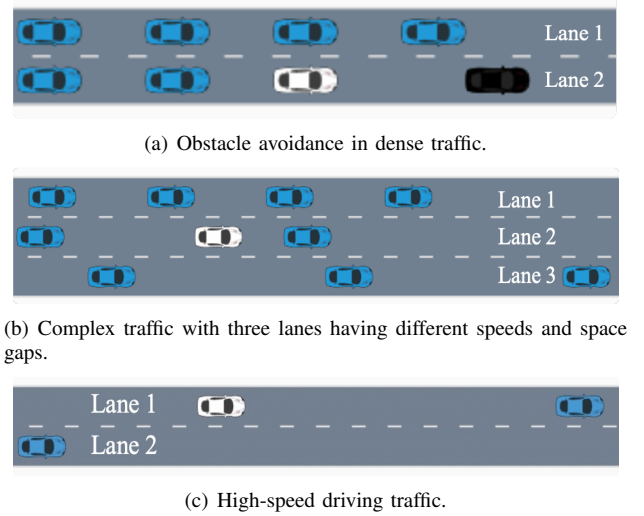 Lane 1
Lane 2
(a) Obstacle avoidance in dense traffic.
Lane 1
Lane 2
Lane 3
(b) Complex traffic with three lanes having different speeds and space
gaps.
Lane 1
Lane 2
(c) High-speed driving traffic.